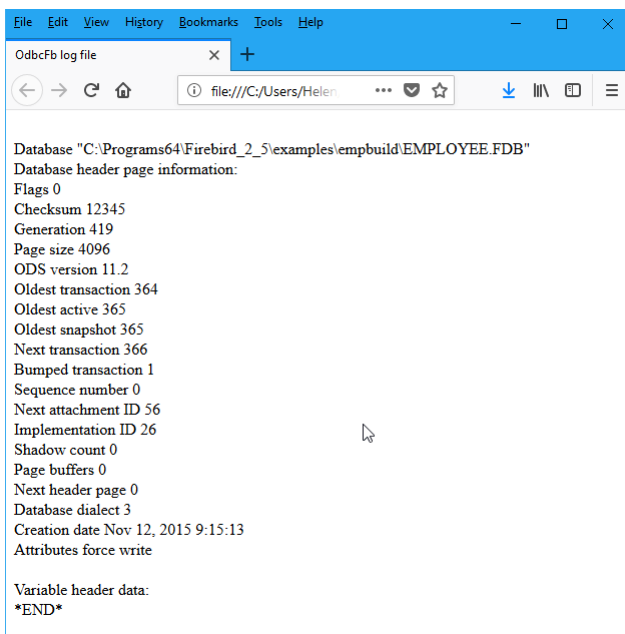 File Edit View History Bookmarks Tools Help
OdbcFb log file
file:///C:/Users/Helen
Database "C:\Programs64\Firebird_2_5\examples\empbuild\EMPLOYEE.FDB"
Database header page information:
Flags 0
Checksum 12345
Generation 419
Page size 4096
ODS version 11.2
Oldest transaction 364
Oldest active 365
Oldest snapshot 365
Next transaction 366
Bumped transaction 1
Sequence number 0
Next attachment ID 56
Implementation ID 26
Shadow count 0
Page buffers 0
Next header page 0
Database dialect 3
Creation date Nov 12, 2015 9:15:13
Attributes force write
Variable header data:
*END*